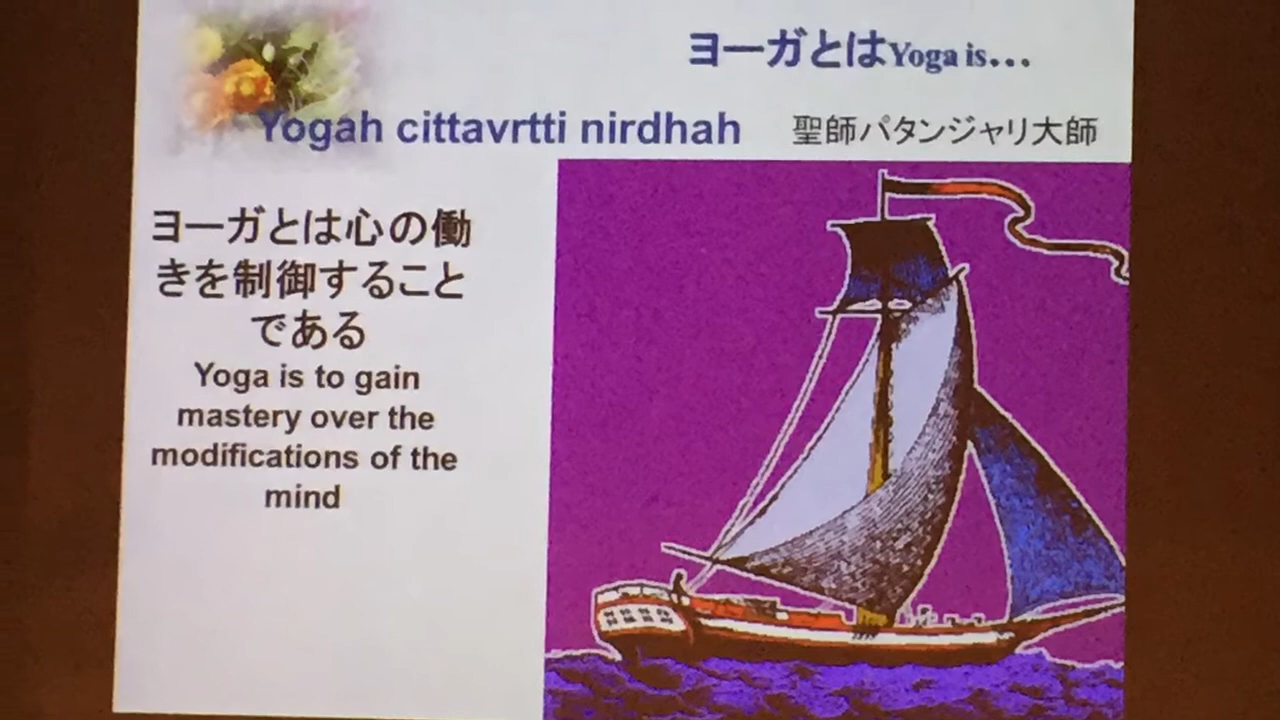 ヨーガとはYoga is...
Yogah cittavrtti nirdhah 聖師パタンジャリ大師
ヨーガとは心の働
きを制御すること
である
Yoga is to gain
mastery over the
modifications of the
mind